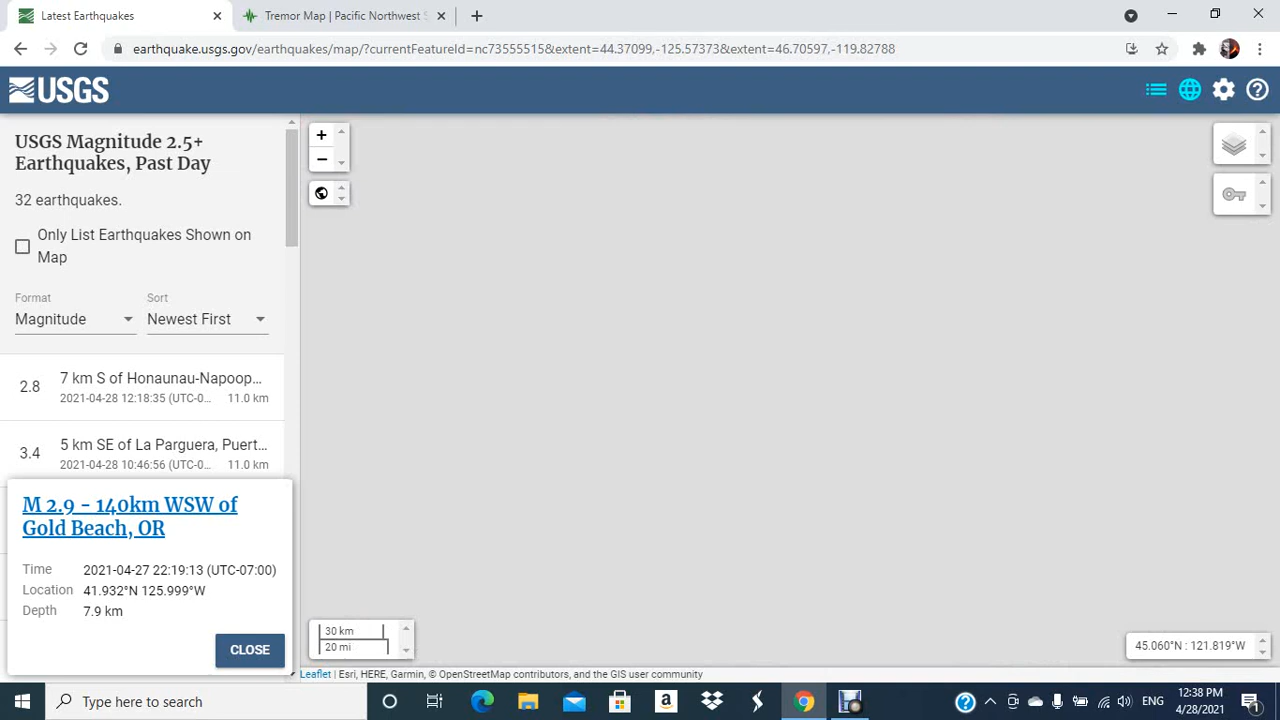 Latest Earthquakes
Tremor Map | Pacific Northwest S
earthquake.usgs.gov/earthquakes/map/?currentFeatureId=nc73555515&extent=44.37099,-125.57373&extent=46.70597,-119.82788
USGS
USGS Magnitude 2.5+
Earthquakes, Past Day
32 earthquakes.
Only List Earthquakes Shown on
Map
Format
Sort
Magnitude
Newest First
2.8
7 km S of Honaunau-Napoop…
2021-04-28 12:18:35 (UTC-0… 11.0 km
3.4
5 km SE of La Parguera, Puert…
2021-04-28 10:46:56 (UTC-0… 11.0 km
M 2.9 - 140km WSW of
Gold Beach, OR
Time 2021-04-27 22:19:13 (UTC-07:00)
Location 41.932°N 125.999°W
Depth 7.9 km
CLOSE
+
−
30 km
20 mi
45.060°N : 121.819°W
Leaflet | Esri, HERE, Garmin, © OpenStreetMap contributors, and the GIS user community
Type here to search
ENG
12:38 PM
4/28/2021